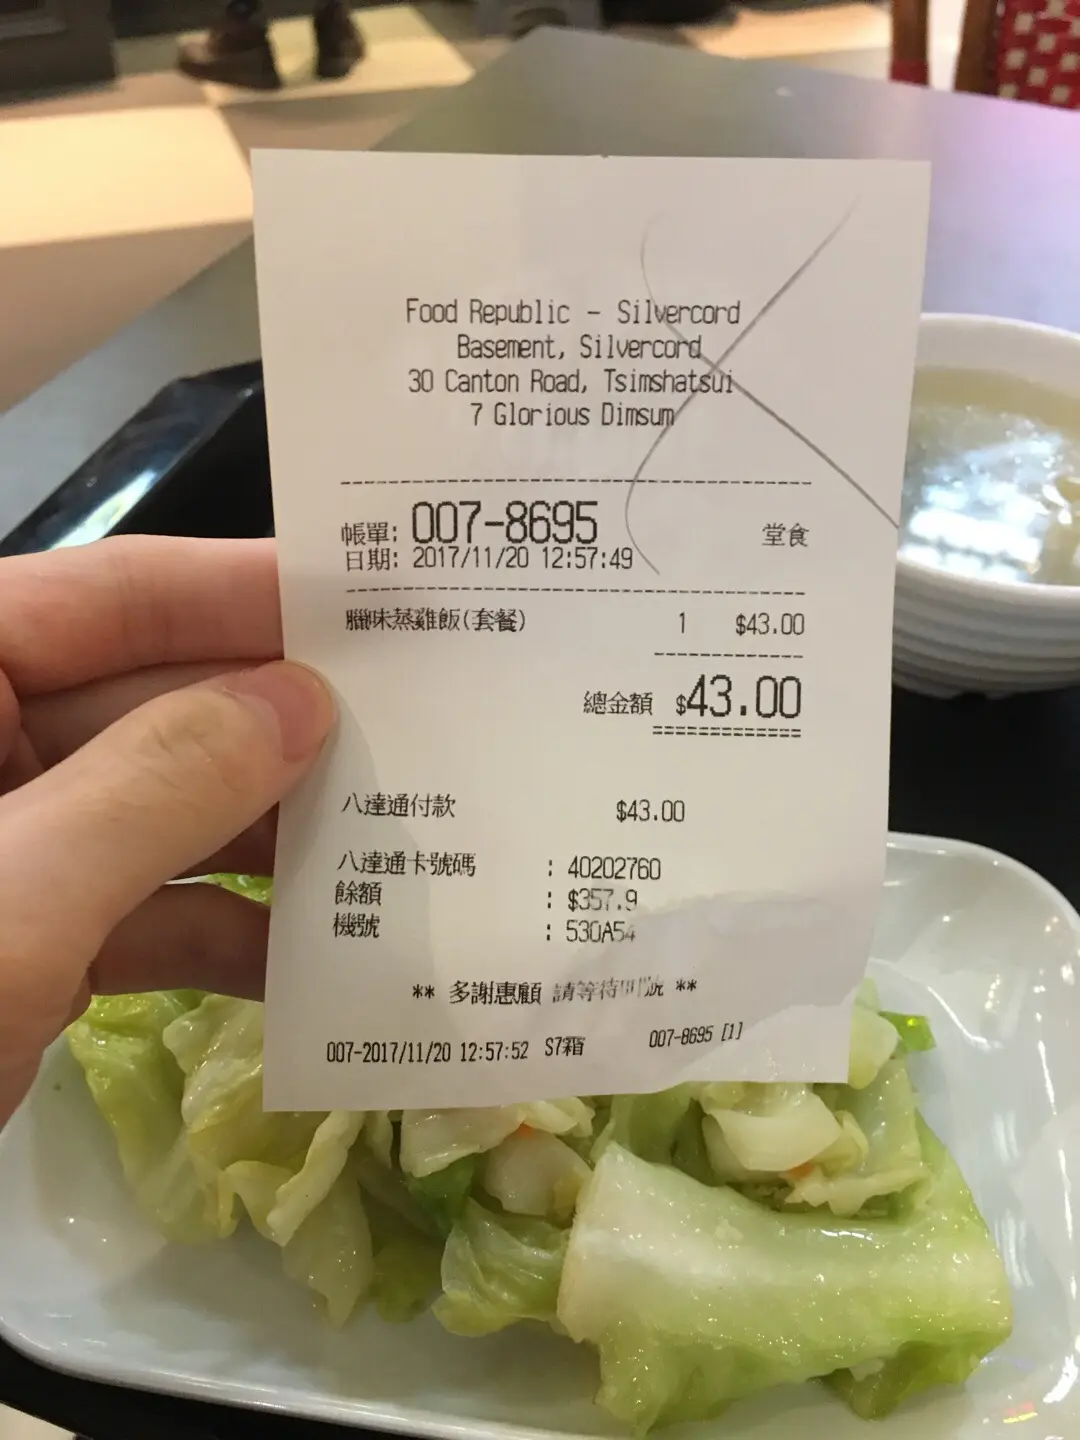 Food Republic - Silvercord
Basement, Silvercord
30 Canton Road, Tsimshatsui
7 Glorious Dimsum
帳單: 007-8695 堂食
日期: 2017/11/20 12:57:49
臘味蒸雞飯(套餐) 1 $43.00
總金額 $43.00
八達通付款 $43.00
八達通卡號碼 : 40202760
餘額 : $357.9
機號 : 530A54
** 多謝惠顧 請等待叫號 **
007-2017/11/20 12:57:52 S7箱 007-8695 [1]